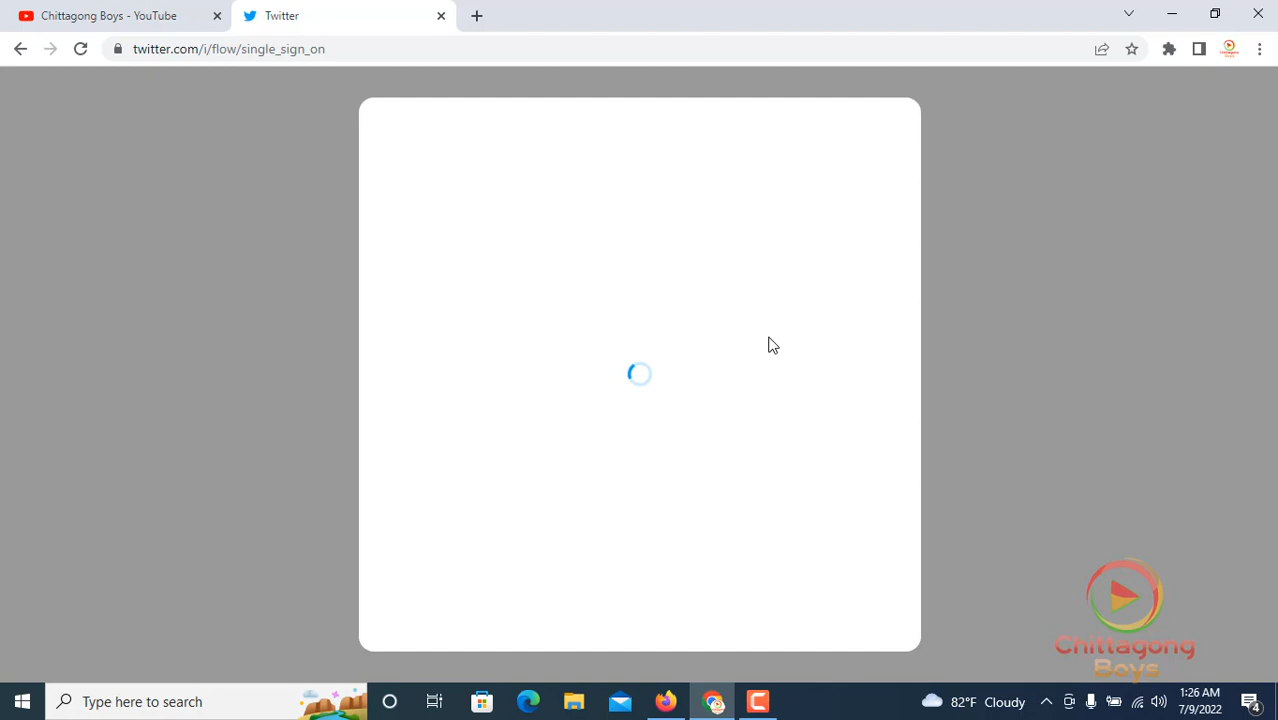 Chittagong Boys - YouTube
Twitter
twitter.com/i/flow/single_sign_on
Chittagong
Boys
Type here to search
82°F Cloudy
1:26 AM
7/9/2022
4